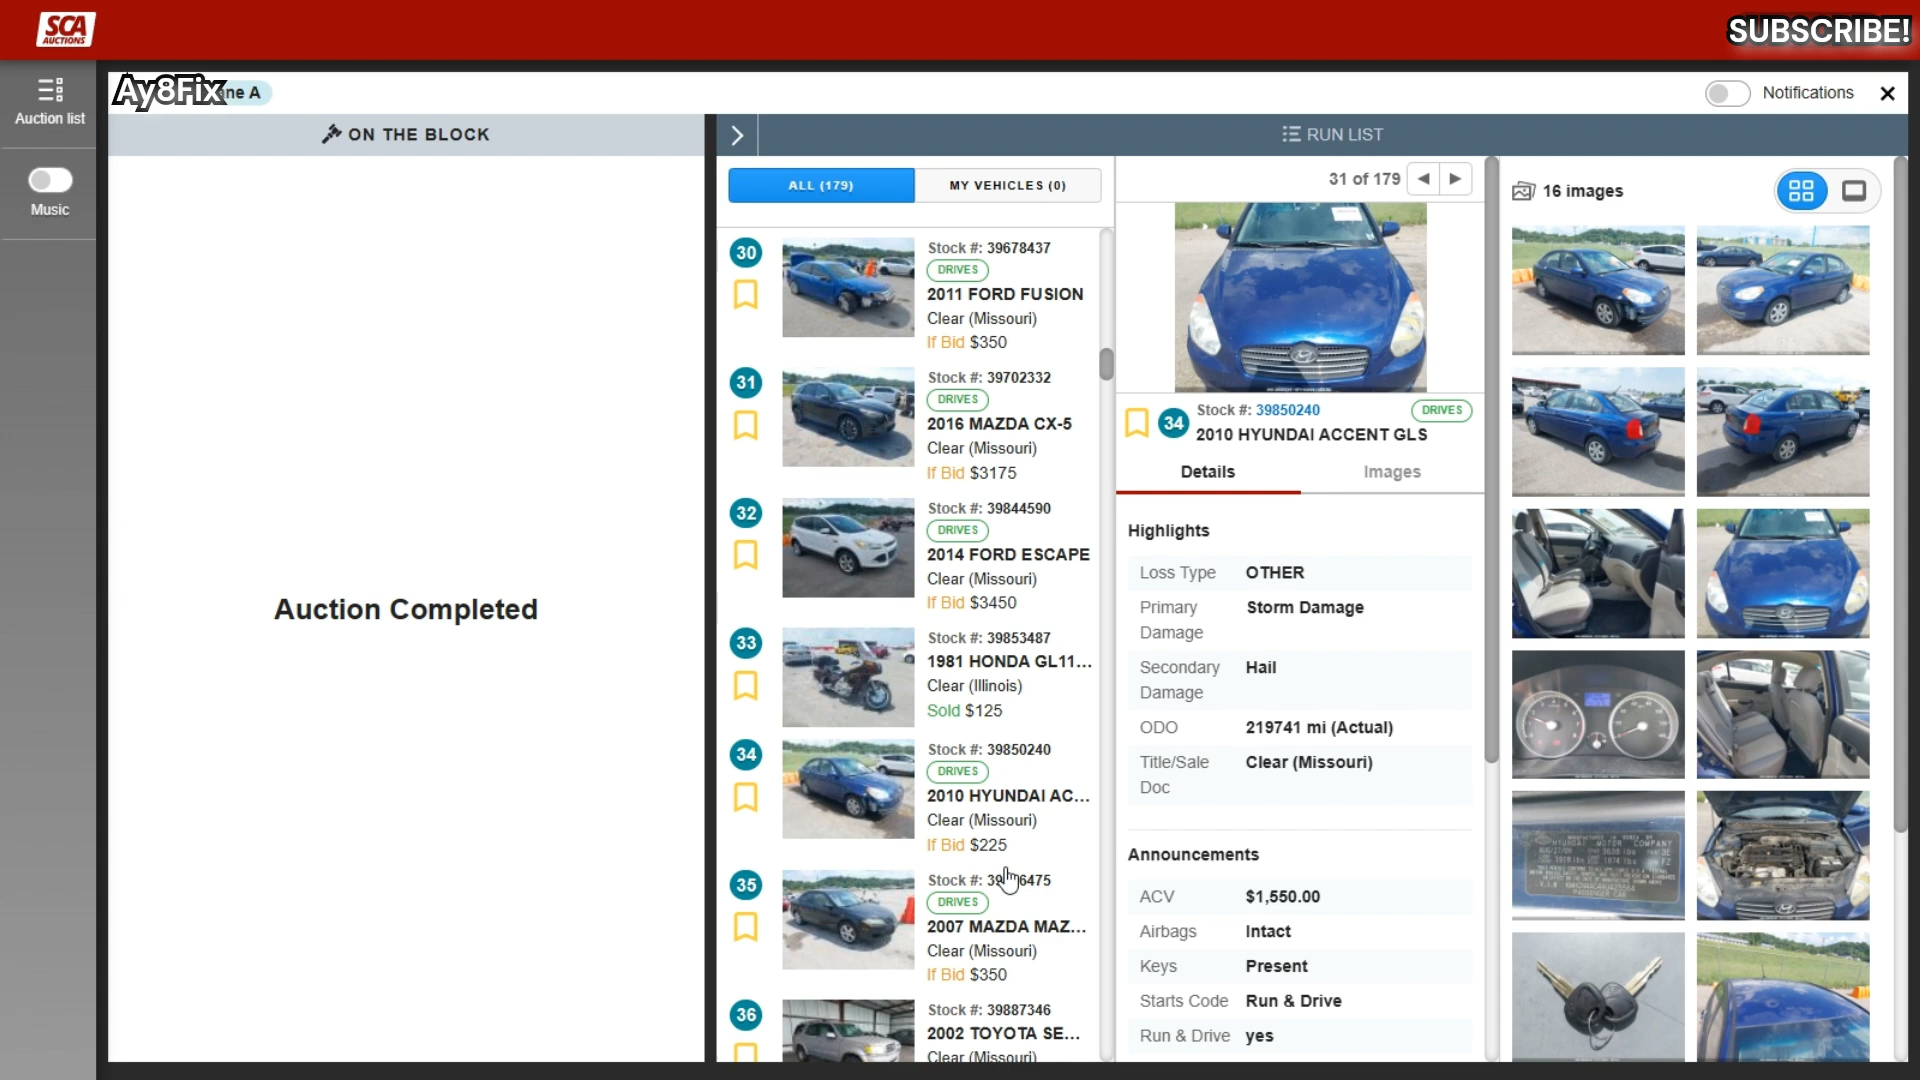 SCA
AUCTIONS
SUBSCRIBE!
Auction list
Music
Ay8Fix
ne A
Notifications
ON THE BLOCK
Auction Completed
RUN LIST
ALL (179)
MY VEHICLES (0)
30
Stock #: 39678437
DRIVES
2011 FORD FUSION
Clear (Missouri)
If Bid $350
31
Stock #: 39702332
DRIVES
2016 MAZDA CX-5
Clear (Missouri)
If Bid $3175
32
Stock #: 39844590
DRIVES
2014 FORD ESCAPE
Clear (Missouri)
If Bid $3450
33
Stock #: 39853487
1981 HONDA GL11...
Clear (Illinois)
Sold $125
34
Stock #: 39850240
DRIVES
2010 HYUNDAI AC...
Clear (Missouri)
If Bid $225
35
Stock #: 39 6475
DRIVES
2007 MAZDA MAZ...
Clear (Missouri)
If Bid $350
36
Stock #: 39887346
2002 TOYOTA SE...
Clear (Missouri)
31 of 179
34
Stock #: 39850240
DRIVES
2010 HYUNDAI ACCENT GLS
Details
Images
Highlights
Loss Type OTHER
Primary Damage Storm Damage
Secondary Damage Hail
ODO 219741 mi (Actual)
Title/Sale Doc Clear (Missouri)
Announcements
ACV $1,550.00
Airbags Intact
Keys Present
Starts Code Run & Drive
Run & Drive yes
16 images